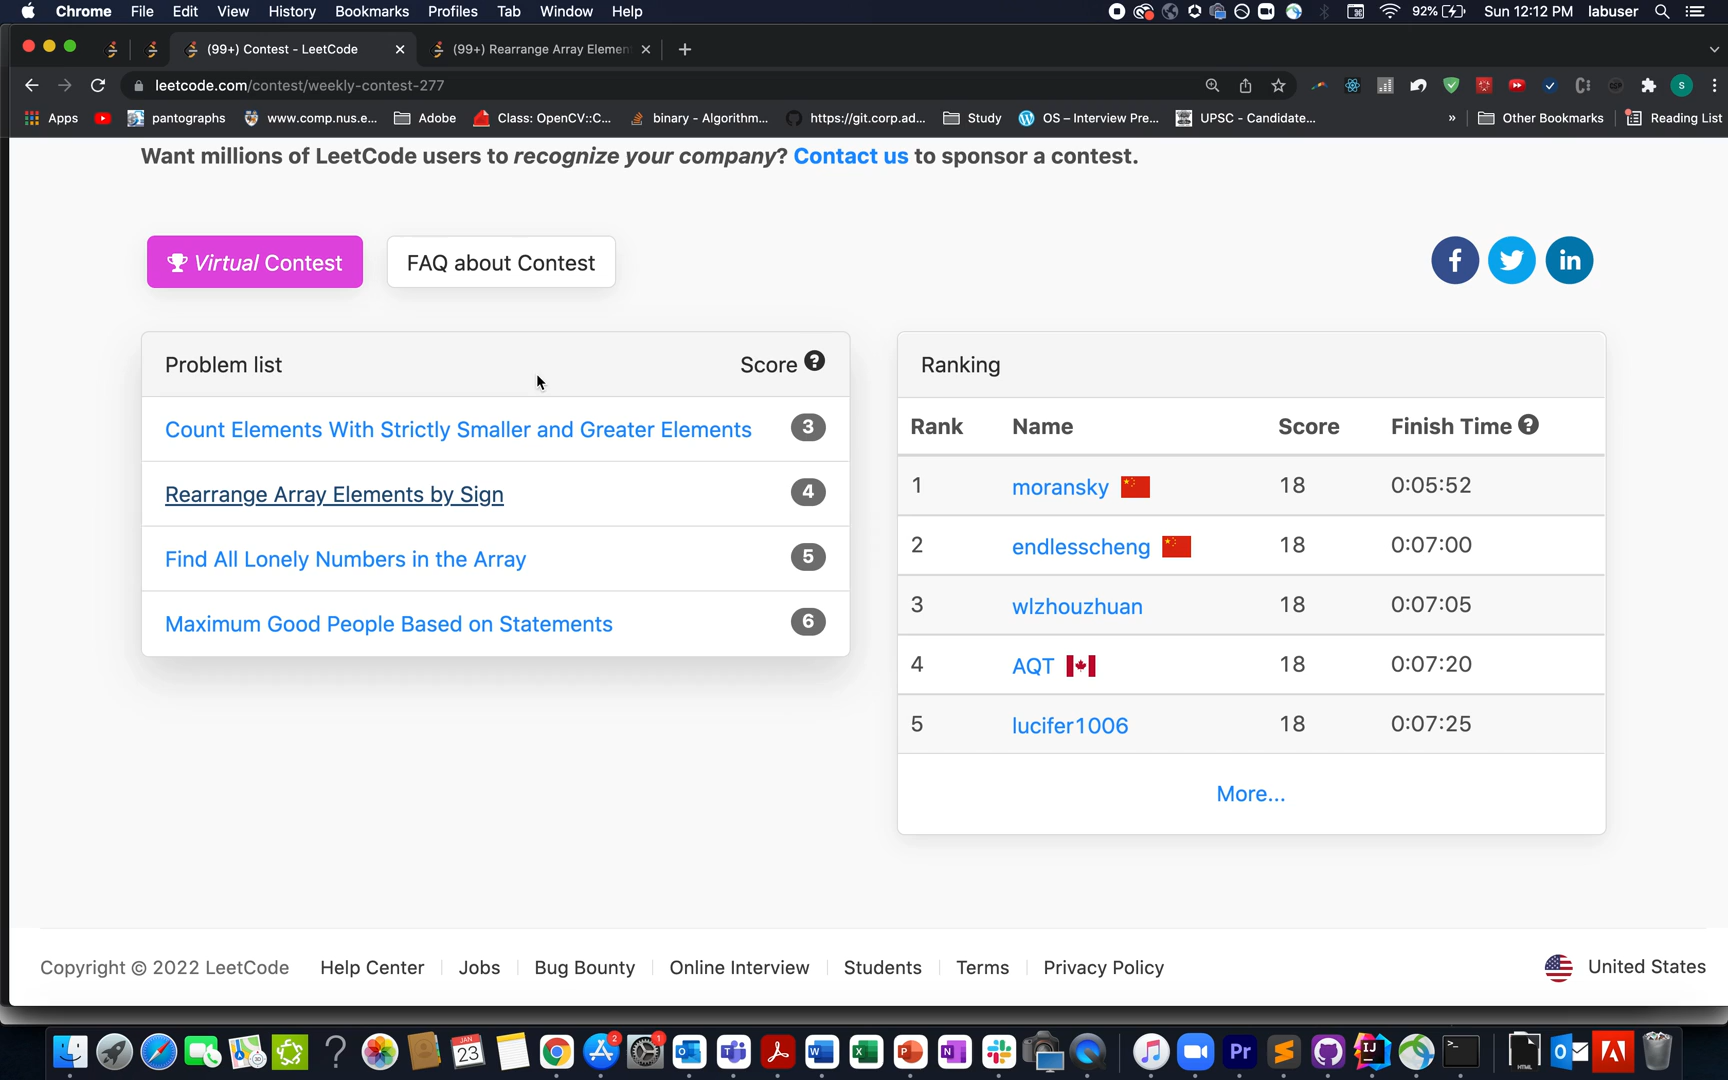 Chrome File Edit View History Bookmarks Profiles Tab Window Help 92% Sun 12:12 PM labuser
(99+) Contest - LeetCode (99+) Rearrange Array Elemen
leetcode.com/contest/weekly-contest-277
Apps pantographs www.comp.nus.e... Adobe Class: OpenCV::C... binary - Algorithm... https://git.corp.ad... Study OS – Interview Pre... UPSC - Candidate... » Other Bookmarks Reading List
Want millions of LeetCode users to recognize your company? Contact us to sponsor a contest.
Virtual Contest FAQ about Contest
Problem list Score
Count Elements With Strictly Smaller and Greater Elements 3
Rearrange Array Elements by Sign 4
Find All Lonely Numbers in the Array 5
Maximum Good People Based on Statements 6
Ranking
Rank Name Score Finish Time
1 moransky 18 0:05:52
2 endlesscheng 18 0:07:00
3 wlzhouzhuan 18 0:07:05
4 AQT 18 0:07:20
5 lucifer1006 18 0:07:25
More...
Copyright © 2022 LeetCode Help Center Jobs Bug Bounty Online Interview Students Terms Privacy Policy United States